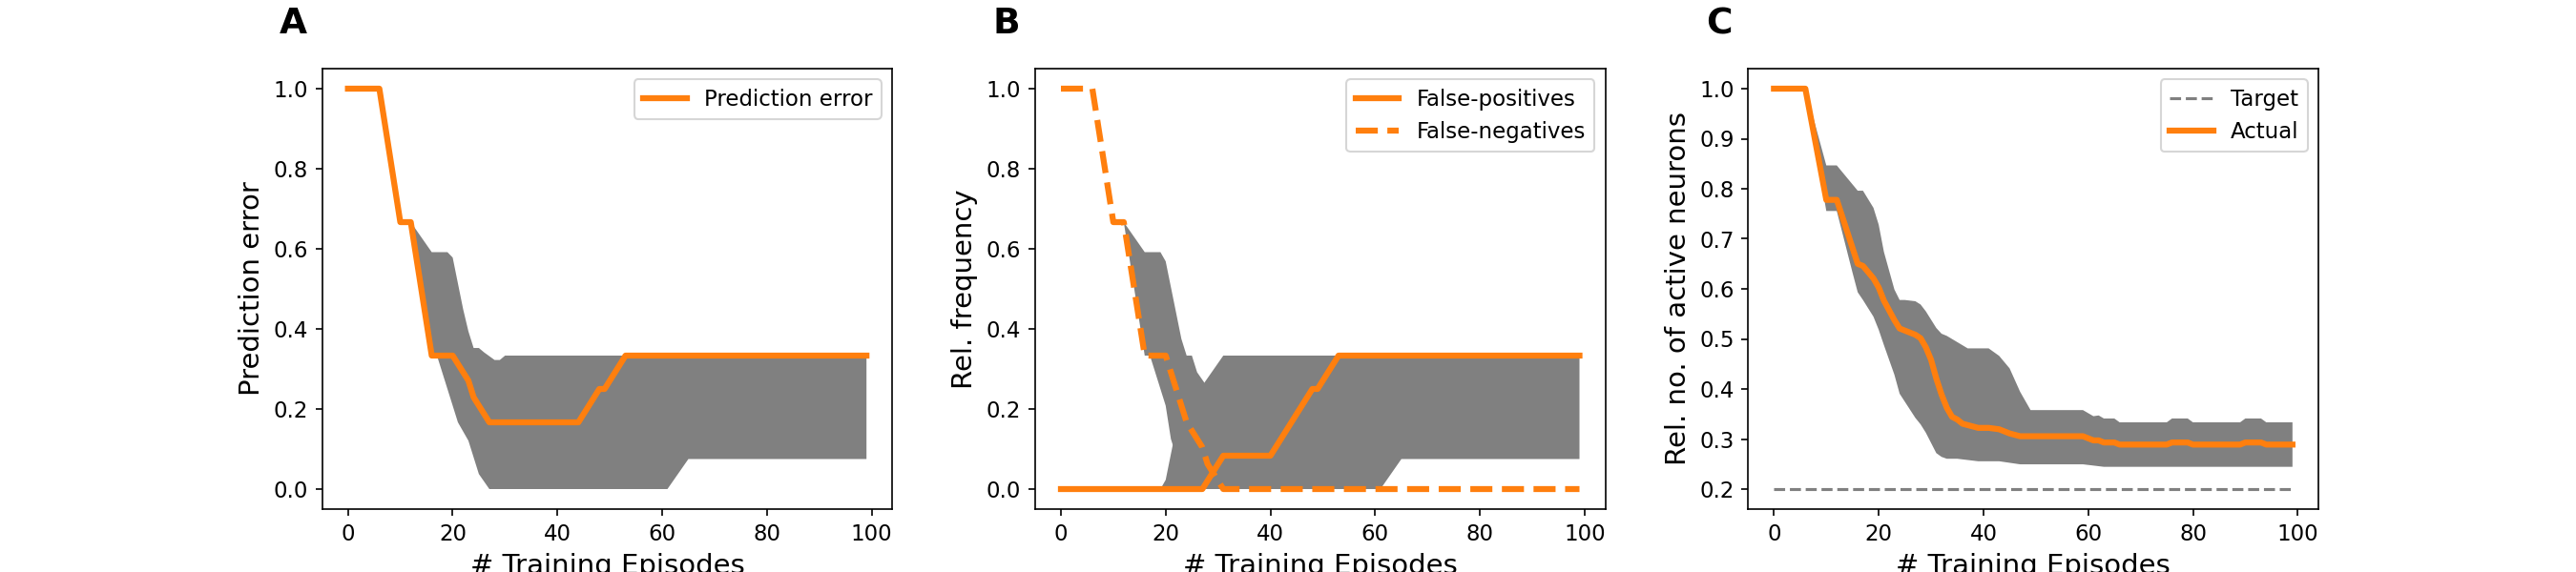 A
B
C
Prediction error
1.0
0.8
0.6
0.4
0.2
0.0
0
20
40
60
80
100
# Training Episodes
Prediction error
Rel. frequency
1.0
0.8
0.6
0.4
0.2
0.0
0
20
40
60
80
100
# Training Episodes
False-positives
False-negatives
Rel. no. of active neurons
1.0
0.9
0.8
0.7
0.6
0.5
0.4
0.3
0.2
0
20
40
60
80
100
# Training Episodes
Target
Actual